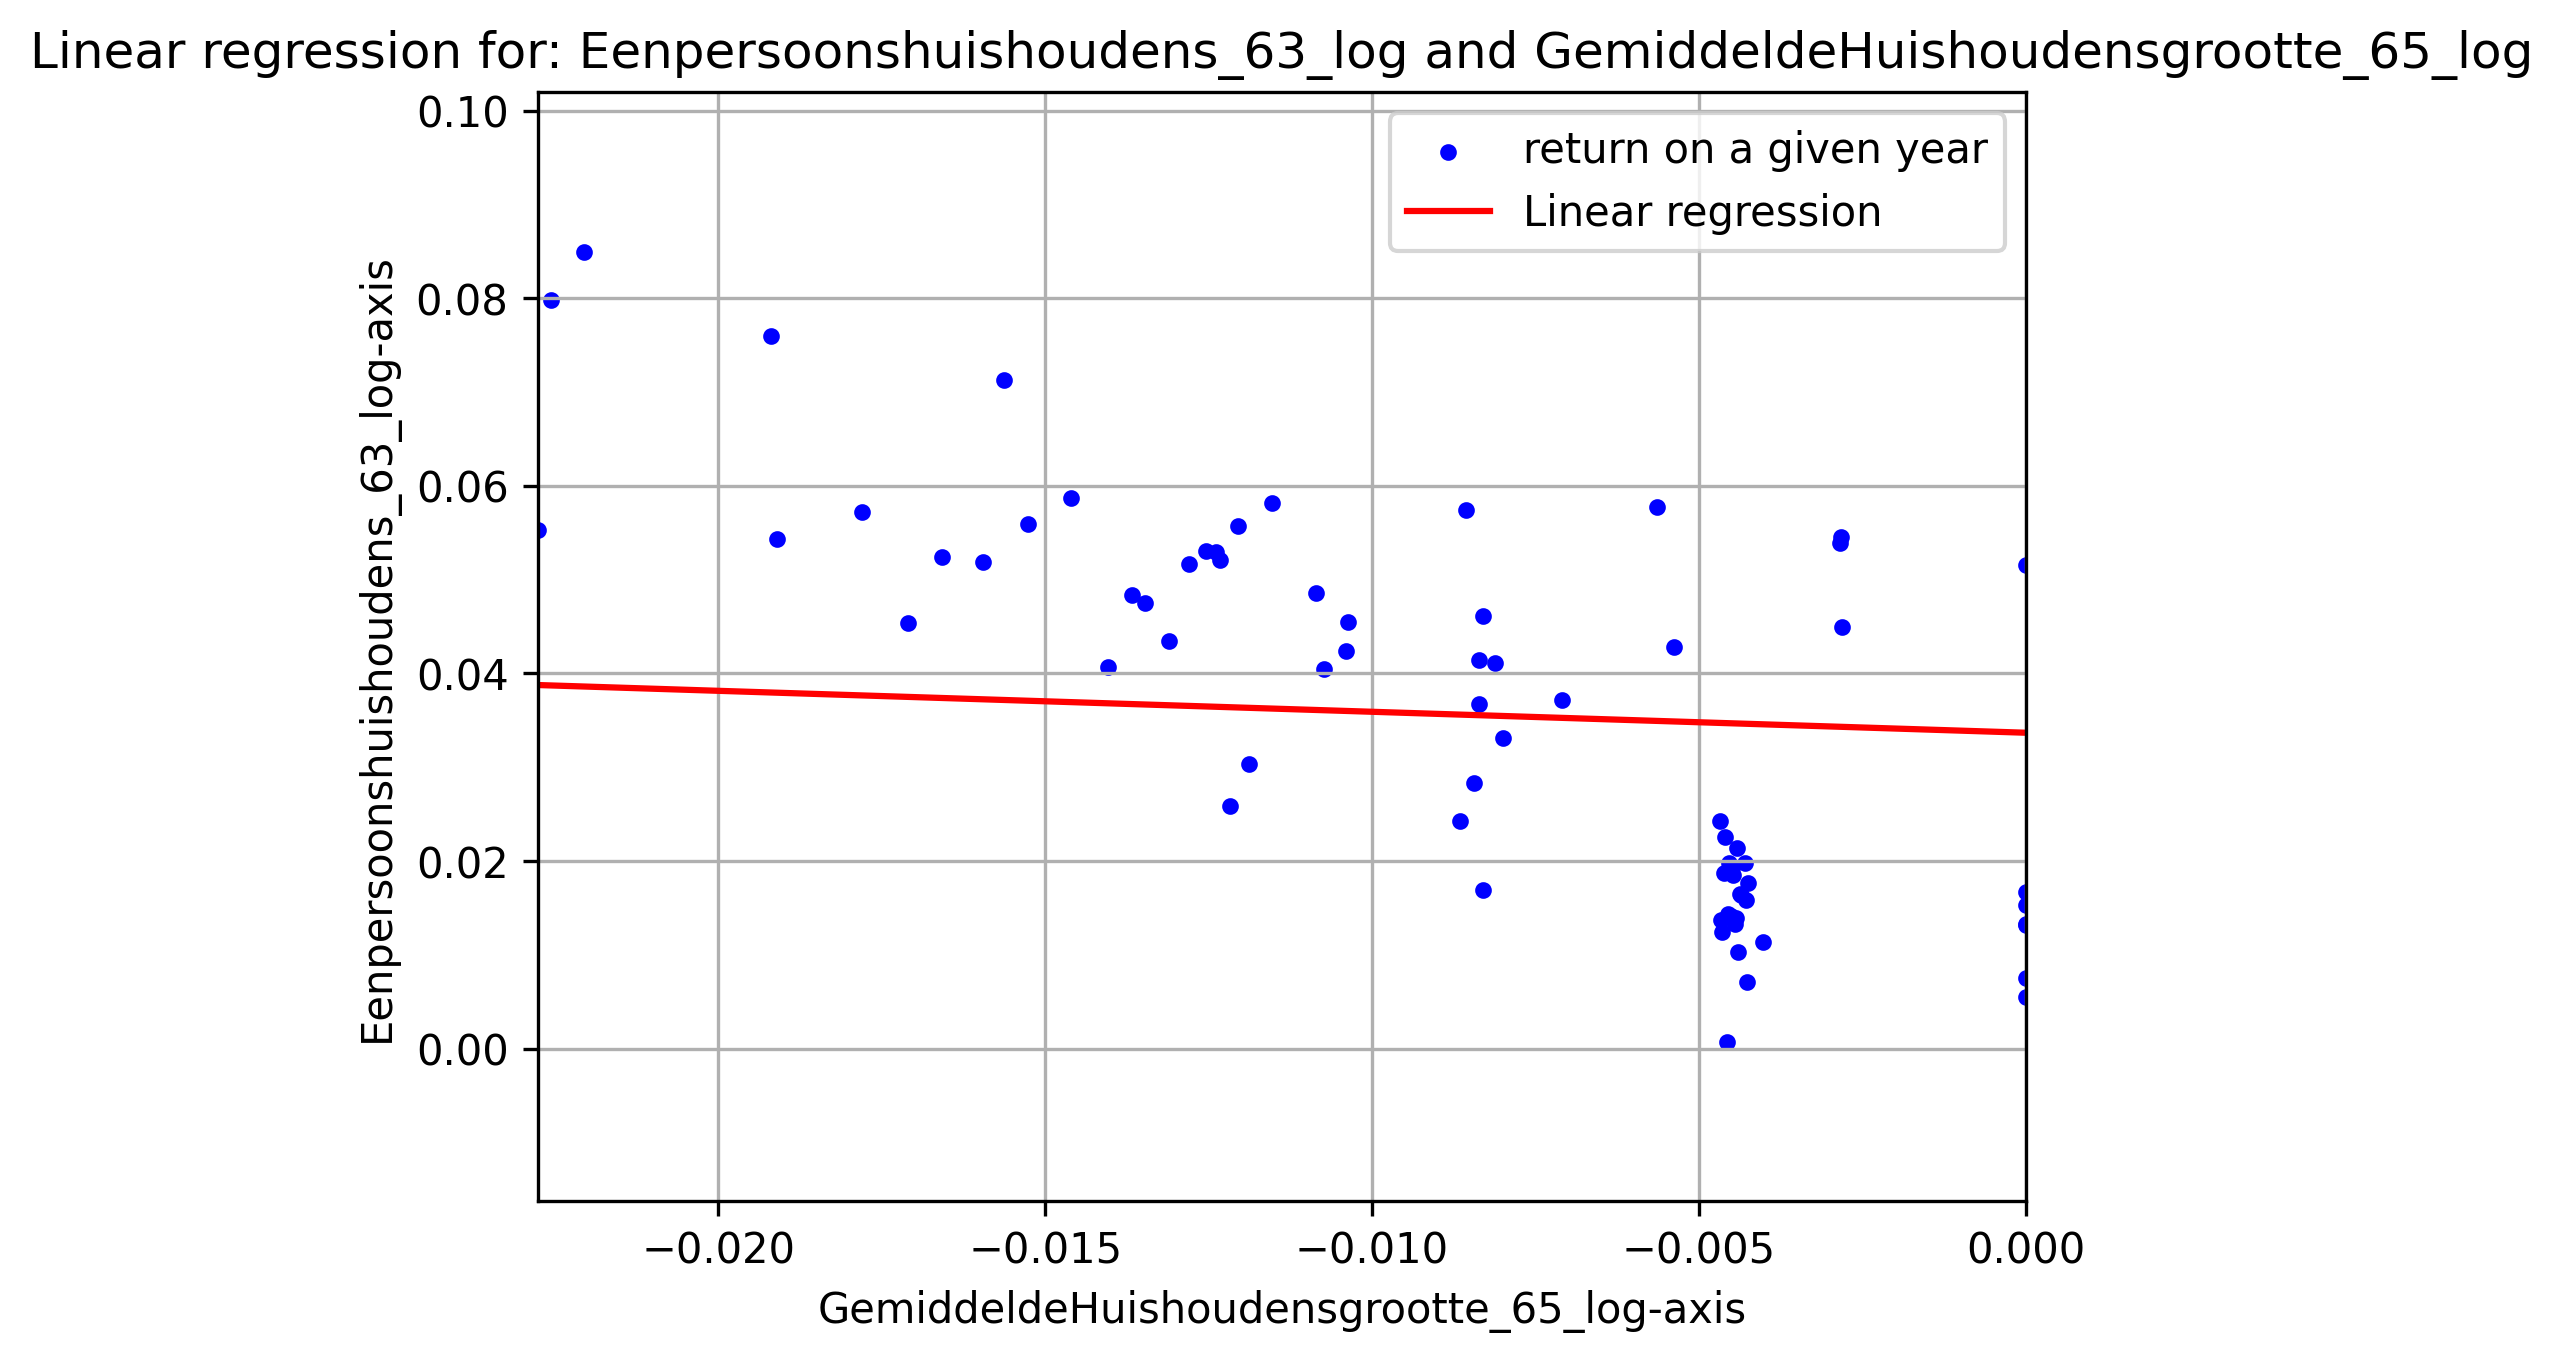 Linear regression for: Eenpersoonshuishoudens_63_log and GemiddeldeHuishoudensgrootte_65_log
0.10
0.08
0.06
0.04
0.02
0.00
Eenpersoonshuishoudens_63_log-axis
return on a given year
Linear regression
−0.020
−0.015
−0.010
−0.005
0.000
GemiddeldeHuishoudensgrootte_65_log-axis